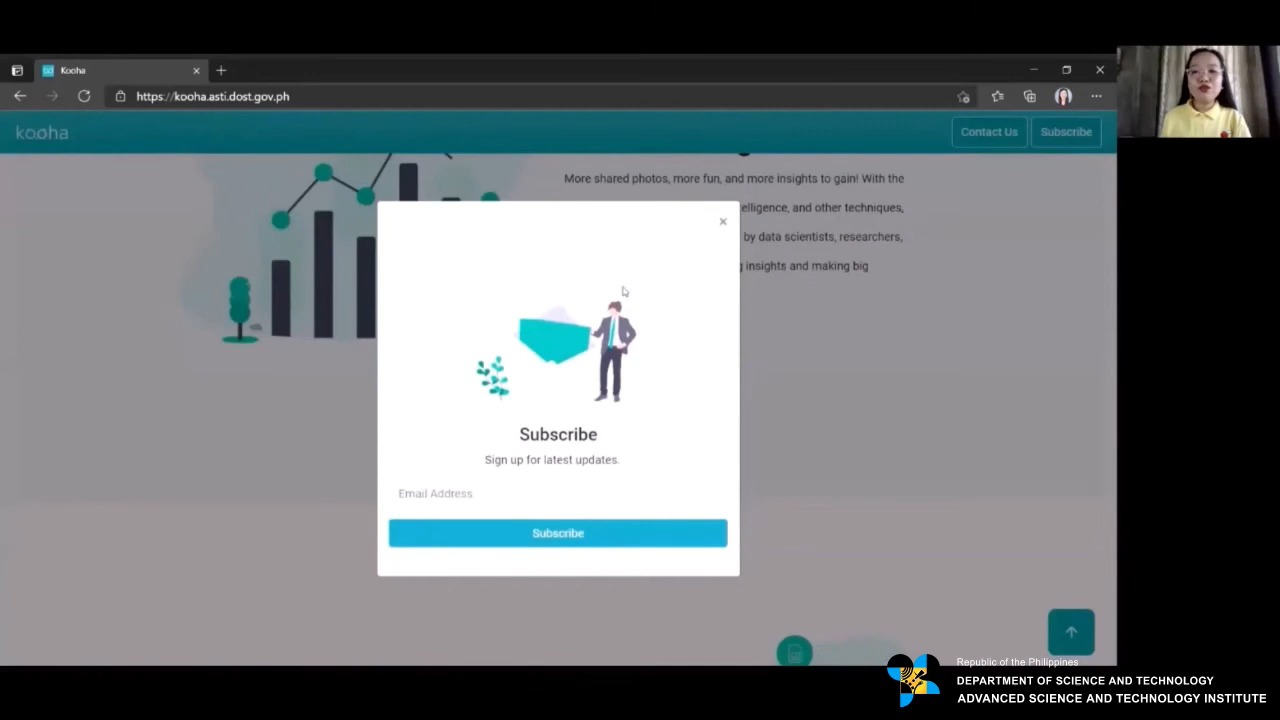 Kooha
https://kooha.asti.dost.gov.ph
kooha
Contact Us
Subscribe
More shared photos, more fun, and more insights to gain! With the
elligence, and other techniques,
by data scientists, researchers,
g insights and making big
Subscribe
Sign up for latest updates.
Email Address
Subscribe
Republic of the Philippines
DEPARTMENT OF SCIENCE AND TECHNOLOGY
ADVANCED SCIENCE AND TECHNOLOGY INSTITUTE